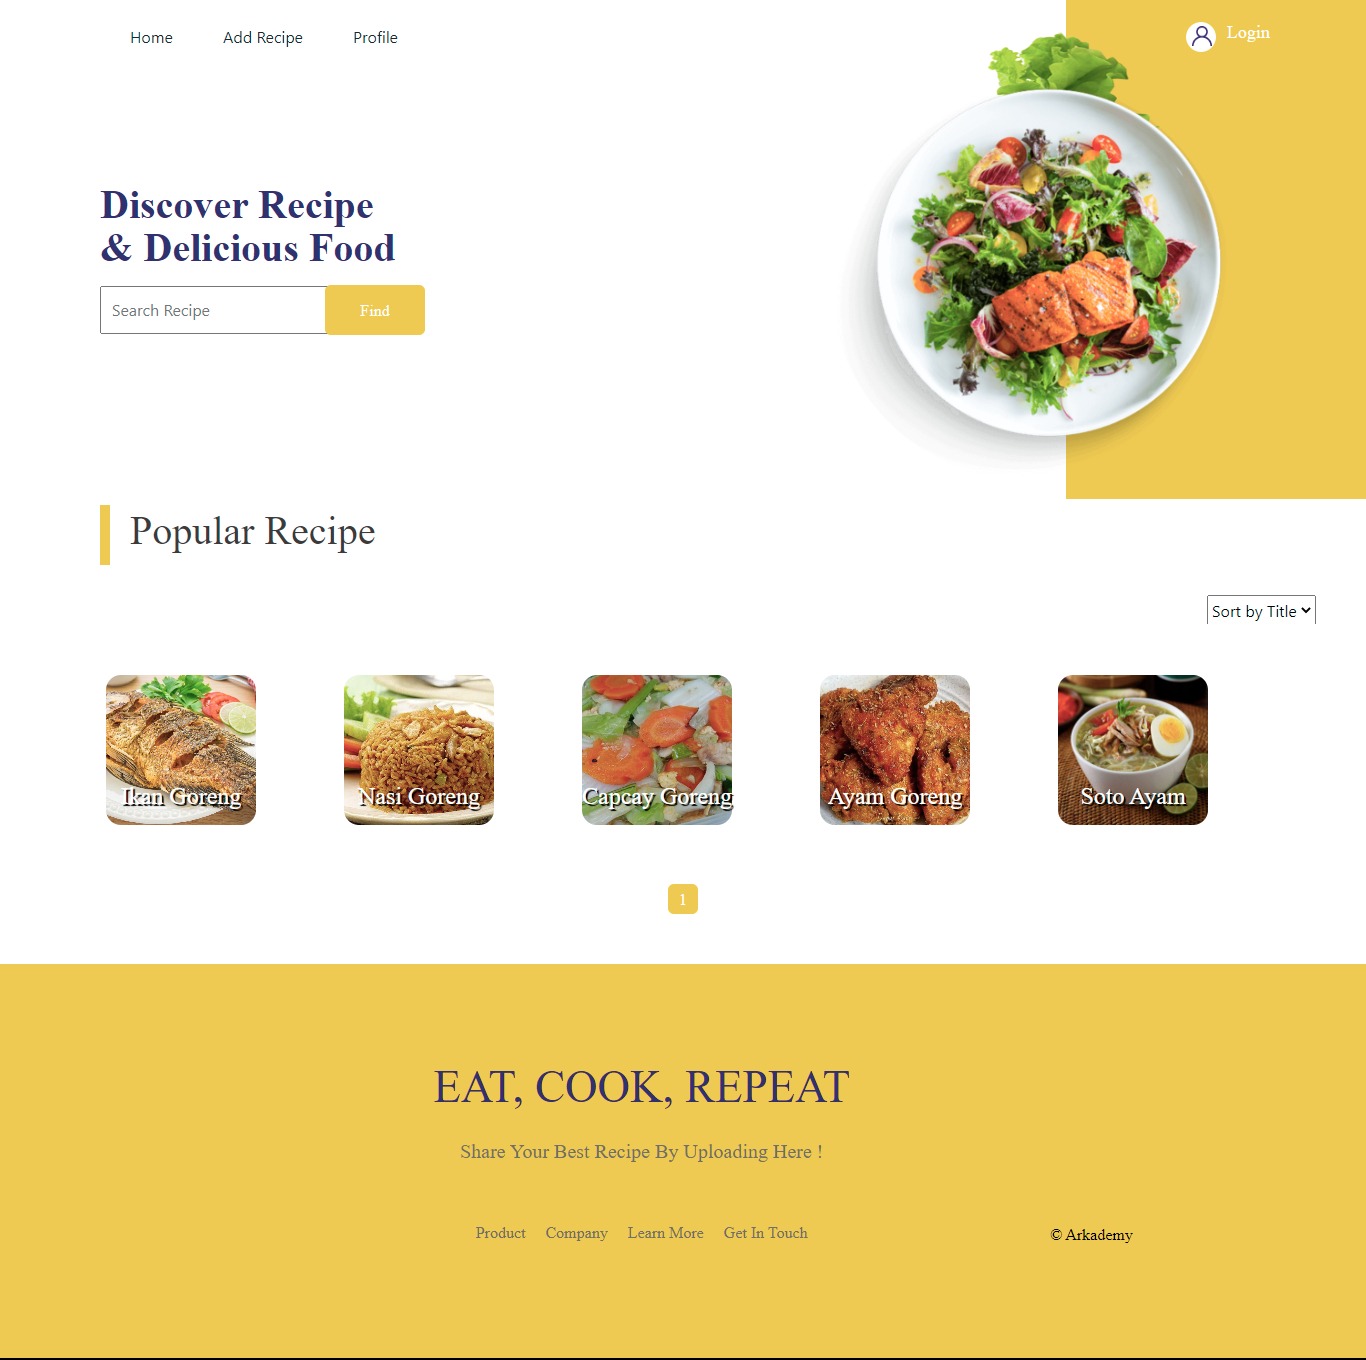 Home Add Recipe Profile Login
Discover Recipe
& Delicious Food
Search Recipe Find
Popular Recipe
Sort by Title
Ikan Goreng Nasi Goreng Capcay Goreng Ayam Goreng Soto Ayam
1
EAT, COOK, REPEAT
Share Your Best Recipe By Uploading Here !
Product Company Learn More Get In Touch © Arkademy